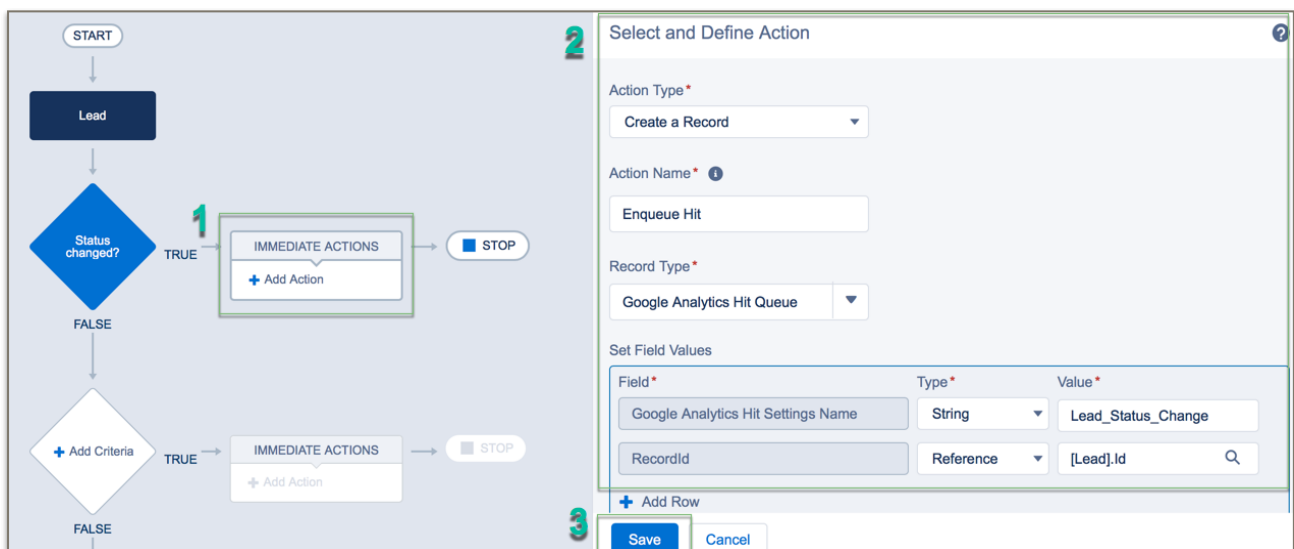 START
Lead
Status
changed?
TRUE
1
IMMEDIATE ACTIONS
+ Add Action
STOP
FALSE
+ Add Criteria
TRUE
IMMEDIATE ACTIONS
+ Add Action
STOP
FALSE
2
Select and Define Action
?
Action Type*
Create a Record
Action Name* i
Enqueue Hit
Record Type*
Google Analytics Hit Queue
Set Field Values
Field* Type* Value*
Google Analytics Hit Settings Name String Lead_Status_Change
RecordId Reference [Lead].Id
+ Add Row
3
Save Cancel